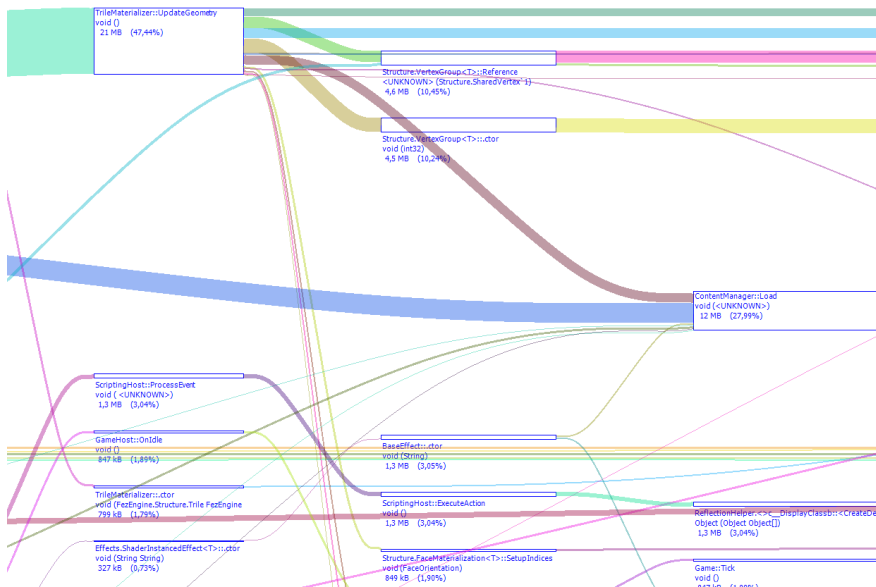 TrileMaterializer::UpdateGeometry
void ()
21 MB (47,44%)
Structure.VertexGroup<T>::Reference
<UNKNOWN> (Structure.SharedVertex`1)
4,6 MB (10,45%)
Structure.VertexGroup<T>::.ctor
void (int32)
4,5 MB (10,24%)
ContentManager::Load
void (<UNKNOWN>)
12 MB (27,99%)
ScriptingHost::ProcessEvent
void ( <UNKNOWN>)
1,3 MB (3,04%)
GameHost::OnIdle
void ()
847 kB (1,89%)
BaseEffect::.ctor
void (String)
1,3 MB (3,05%)
TrileMaterializer::.ctor
void (FezEngine.Structure.Trile FezEngine
799 kB (1,79%)
ScriptingHost::ExecuteAction
void ()
1,3 MB (3,04%)
ReflectionHelper.<>c__DisplayClassb::<CreateDe
Object (Object Object[])
1,3 MB (3,04%)
Effects.ShaderInstancedEffect<T>::.ctor
void (String String)
327 kB (0,73%)
Structure.FaceMaterialization<T>::SetupIndices
void (FaceOrientation)
849 kB (1,90%)
Game::Tick
void ()